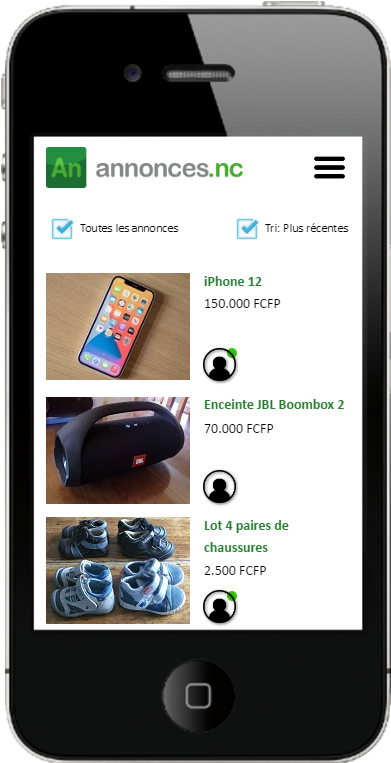 An annonces.nc
Toutes les annonces
Tri: Plus récentes
iPhone 12
150.000 FCFP
Enceinte JBL Boombox 2
70.000 FCFP
JBL
Lot 4 paires de
chaussures
2.500 FCFP